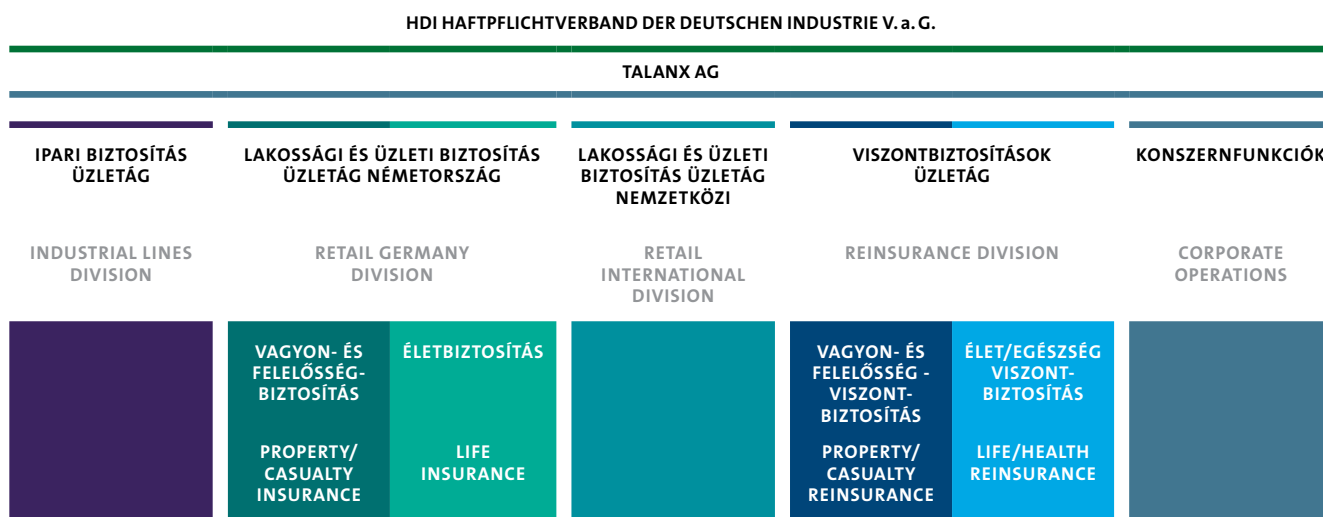 HDI HAFTPFLICHTVERBAND DER DEUTSCHEN INDUSTRIE V. a. G.
TALANX AG
IPARI BIZTOSÍTÁS
ÜZLETÁG
LAKOSSÁGI ÉS ÜZLETI BIZTOSÍTÁS
ÜZLETÁG NÉMETORSZÁG
LAKOSSÁGI ÉS ÜZLETI
BIZTOSÍTÁS ÜZLETÁG
NEMZETKÖZI
VISZONTBIZTOSÍTÁSOK
ÜZLETÁG
KONSZERNFUNKCIÓK
INDUSTRIAL LINES
DIVISION
RETAIL GERMANY
DIVISION
RETAIL
INTERNATIONAL
DIVISION
REINSURANCE DIVISION
CORPORATE
OPERATIONS
VAGYON- ÉS
FELELŐSSÉG-
BIZTOSÍTÁS
ÉLETBIZTOSÍTÁS
VAGYON- ÉS
FELELŐSSÉG -
VISZONT-
BIZTOSÍTÁS
ÉLET/EGÉSZSÉG
VISZONT-
BIZTOSÍTÁS
PROPERTY/
CASUALTY
INSURANCE
LIFE
INSURANCE
PROPERTY/
CASUALTY
REINSURANCE
LIFE/HEALTH
REINSURANCE